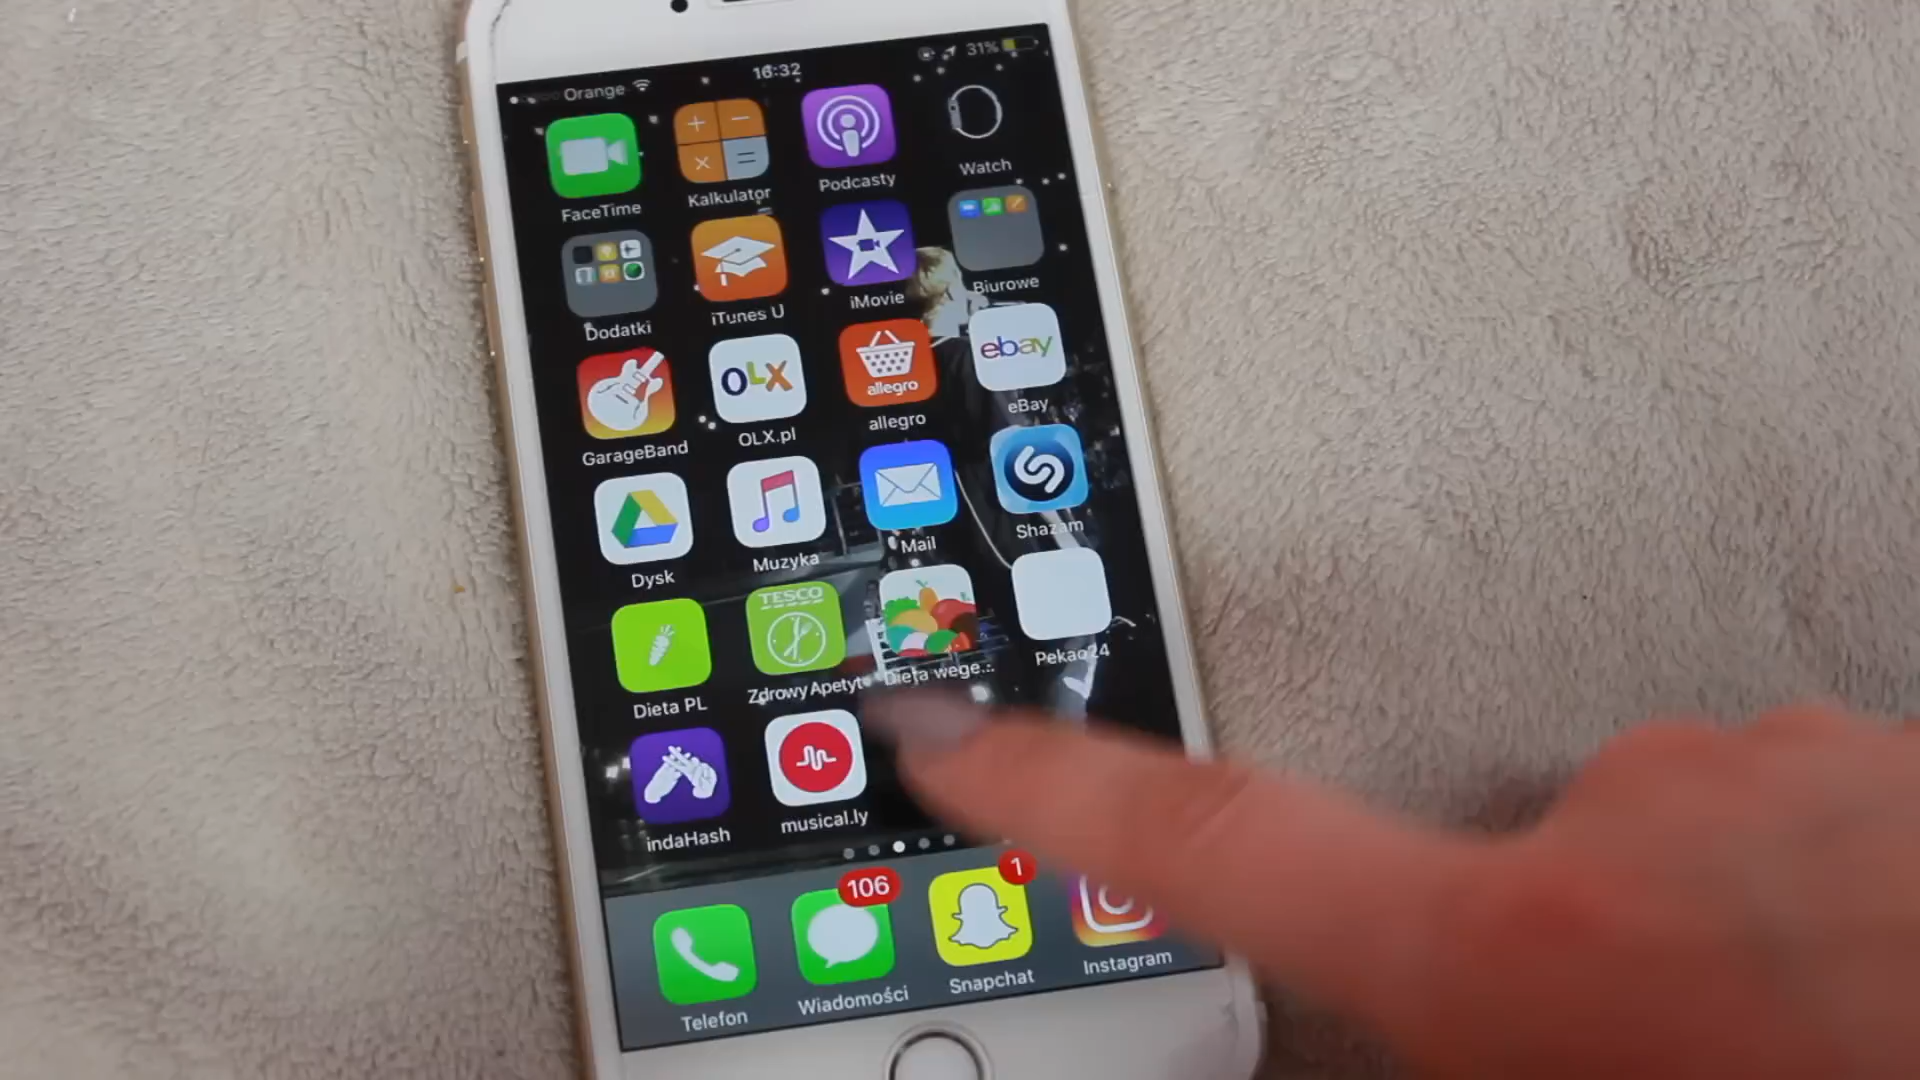 Orange 16:32 31%
FaceTime Kalkulator Podcasty Watch
Dodatki iTunes U iMovie Biurowe
OLX allegro ebay
GarageBand OLX.pl allegro eBay
Dysk Muzyka Mail Shazam
TESCO
Dieta PL Zdrowy Apetyt Dieta wege... Pekao24
indaHash musical.ly
106 1
Telefon Wiadomości Snapchat Instagram